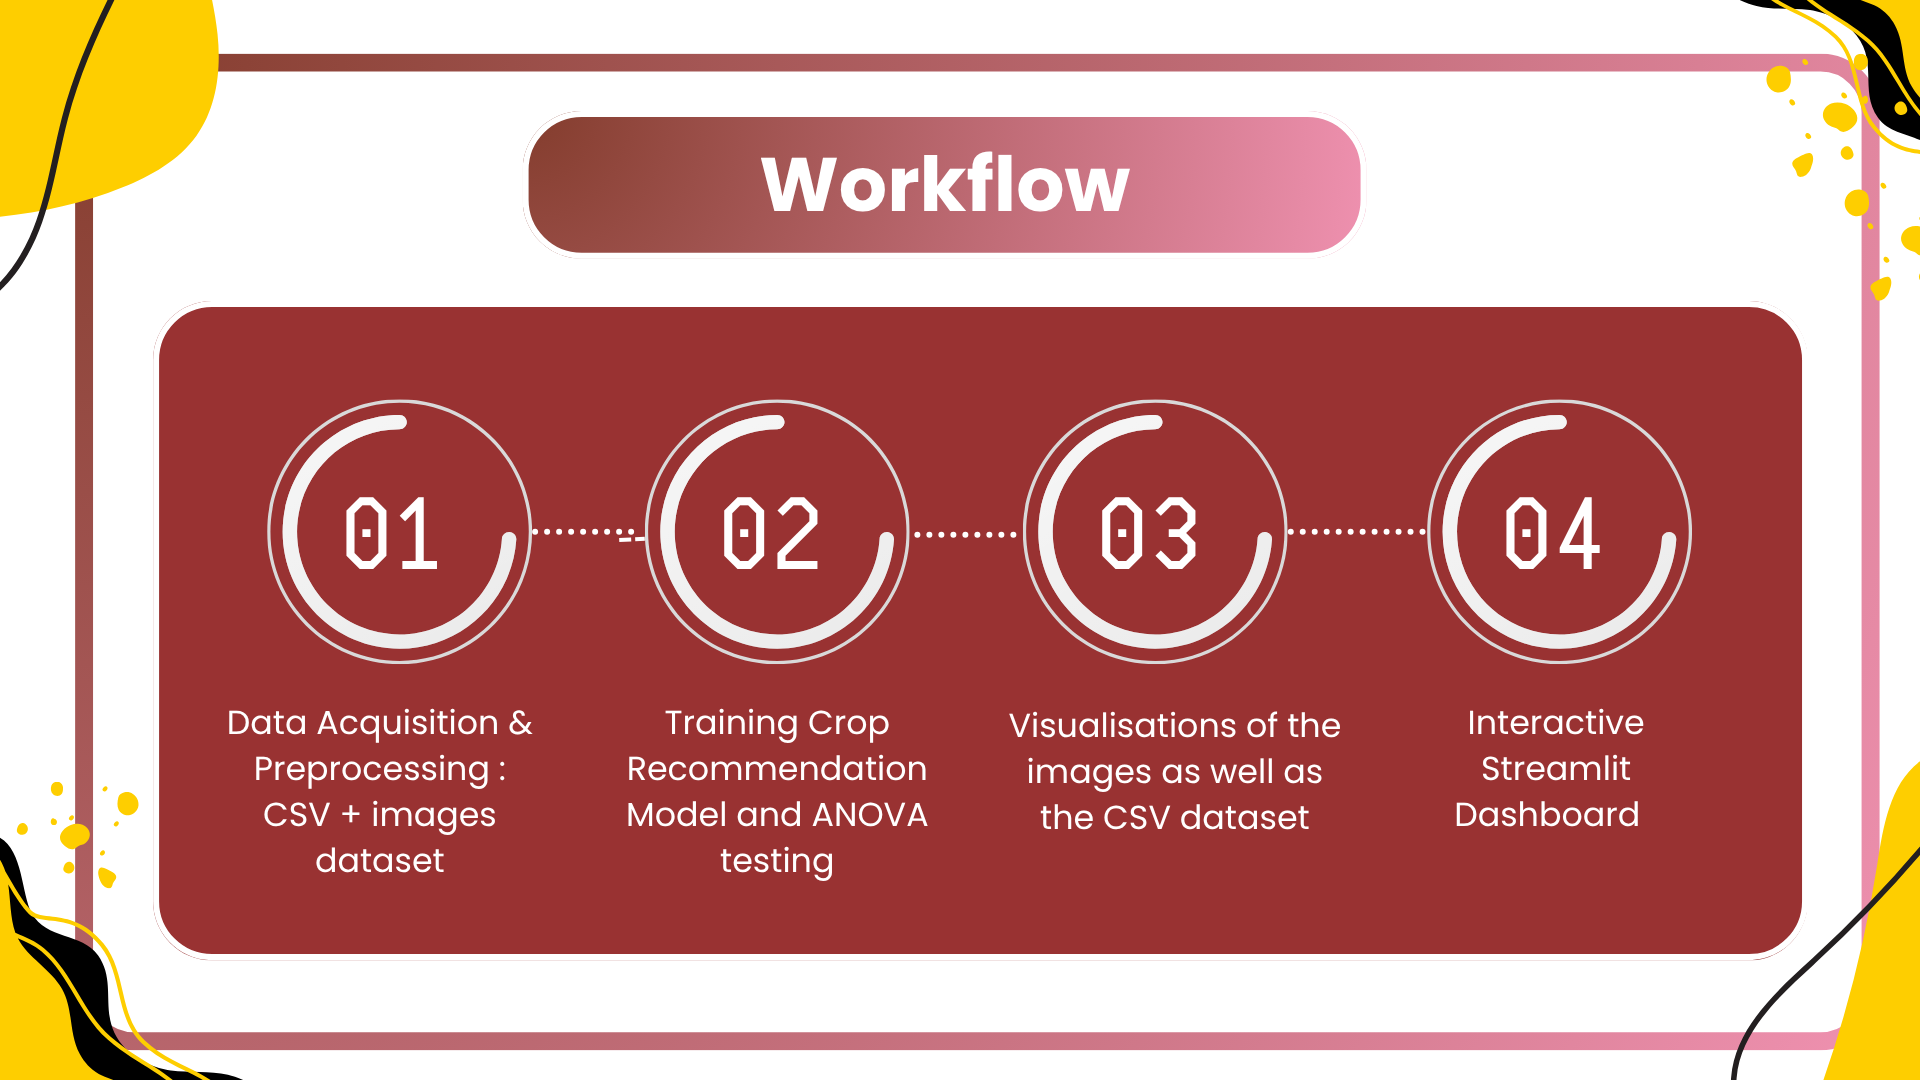 Workflow
01
02
03
04
Data Acquisition &
Preprocessing :
CSV + images
dataset
Training Crop
Recommendation
Model and ANOVA
testing
Visualisations of the
images as well as
the CSV dataset
Interactive
Streamlit
Dashboard